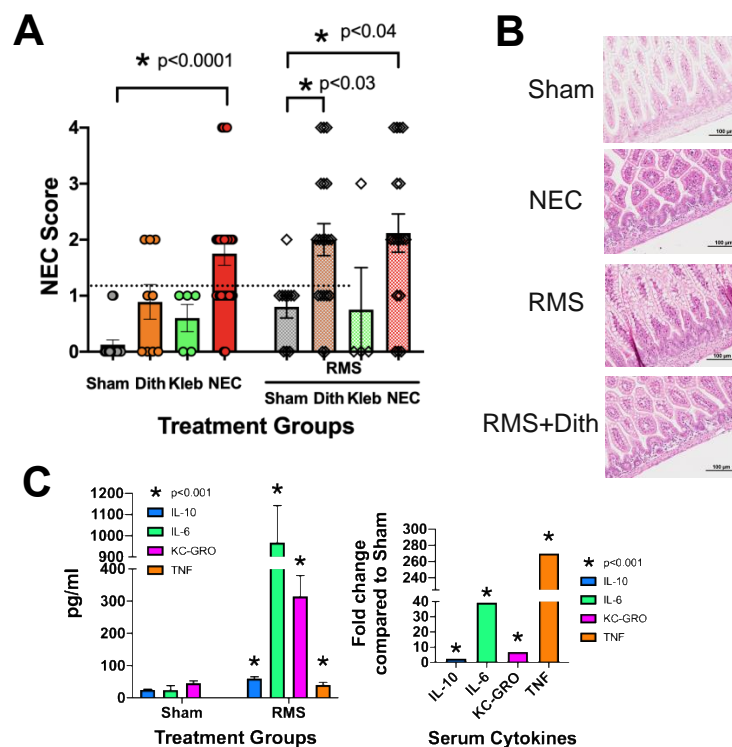 A
* p<0.0001
* p<0.04
* p<0.03
NEC Score
4
3
2
1
0
Sham Dith Kleb NEC
RMS
Sham Dith Kleb NEC
Treatment Groups
B
Sham
100 µm
NEC
100 µm
RMS
100 µm
RMS+Dith
100 µm
C
pg/ml
1200
1100
1000
900
400
300
200
100
0
* p<0.001
IL-10
IL-6
KC-GRO
TNF
*
*
*
*
Sham RMS
Treatment Groups
Fold change
compared to Sham
300
280
260
40
30
20
10
0
*
*
*
*
* p<0.001
IL-10
IL-6
KC-GRO
TNF
IL-10 IL-6 KC-GRO TNF
Serum Cytokines